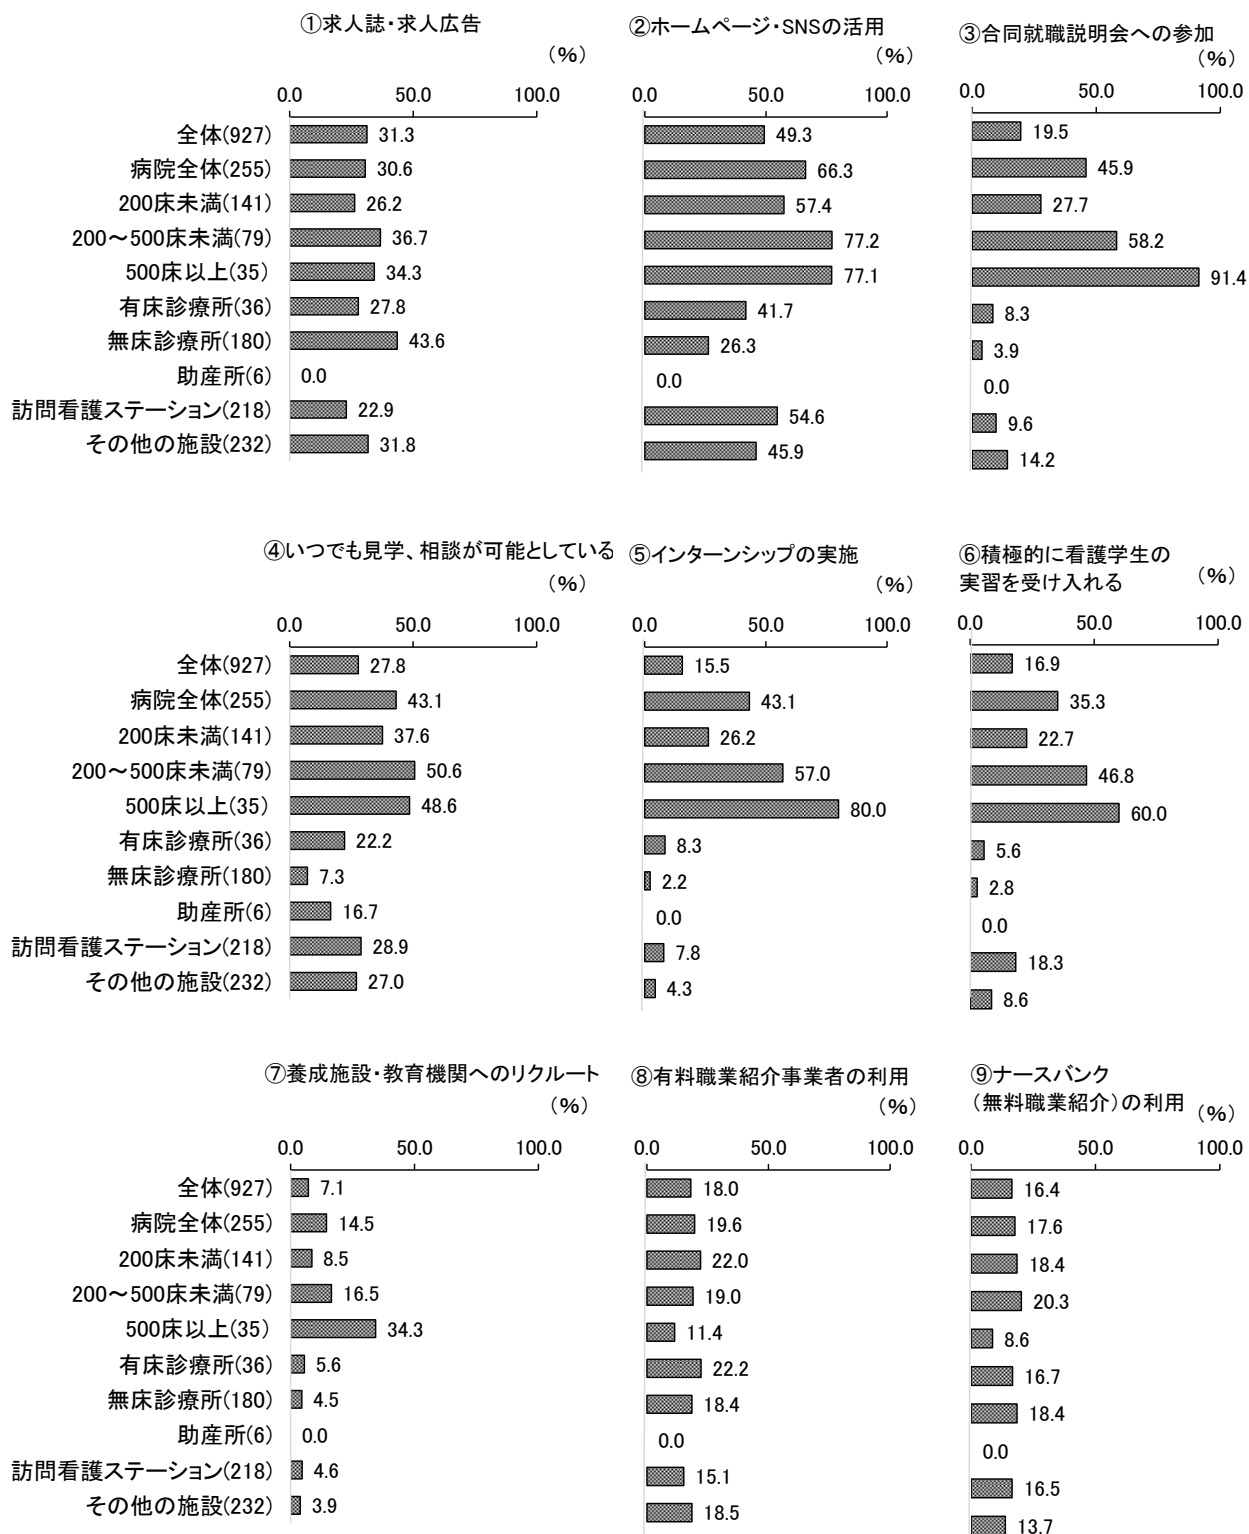 ①求人誌・求人広告
(%)
0.0 50.0 100.0
全体(927) 31.3
病院全体(255) 30.6
200床未満(141) 26.2
200～500床未満(79) 36.7
500床以上(35) 34.3
有床診療所(36) 27.8
無床診療所(180) 43.6
助産所(6) 0.0
訪問看護ステーション(218) 22.9
その他の施設(232) 31.8
②ホームページ・SNSの活用
(%)
0.0 50.0 100.0
49.3
66.3
57.4
77.2
77.1
41.7
26.3
0.0
54.6
45.9
③合同就職説明会への参加
(%)
0.0 50.0 100.0
19.5
45.9
27.7
58.2
91.4
8.3
3.9
0.0
9.6
14.2
④いつでも見学、相談が可能としている
(%)
0.0 50.0 100.0
全体(927) 27.8
病院全体(255) 43.1
200床未満(141) 37.6
200～500床未満(79) 50.6
500床以上(35) 48.6
有床診療所(36) 22.2
無床診療所(180) 7.3
助産所(6) 16.7
訪問看護ステーション(218) 28.9
その他の施設(232) 27.0
⑤インターンシップの実施
(%)
0.0 50.0 100.0
15.5
43.1
26.2
57.0
80.0
8.3
2.2
0.0
7.8
4.3
⑥積極的に看護学生の
実習を受け入れる
(%)
0.0 50.0 100.0
16.9
35.3
22.7
46.8
60.0
5.6
2.8
0.0
18.3
8.6
⑦養成施設・教育機関へのリクルート
(%)
0.0 50.0 100.0
全体(927) 7.1
病院全体(255) 14.5
200床未満(141) 8.5
200～500床未満(79) 16.5
500床以上(35) 34.3
有床診療所(36) 5.6
無床診療所(180) 4.5
助産所(6) 0.0
訪問看護ステーション(218) 4.6
その他の施設(232) 3.9
⑧有料職業紹介事業者の利用
(%)
0.0 50.0 100.0
18.0
19.6
22.0
19.0
11.4
22.2
18.4
0.0
15.1
18.5
⑨ナースバンク
(無料職業紹介)の利用
(%)
0.0 50.0 100.0
16.4
17.6
18.4
20.3
8.6
16.7
18.4
0.0
16.5
13.7